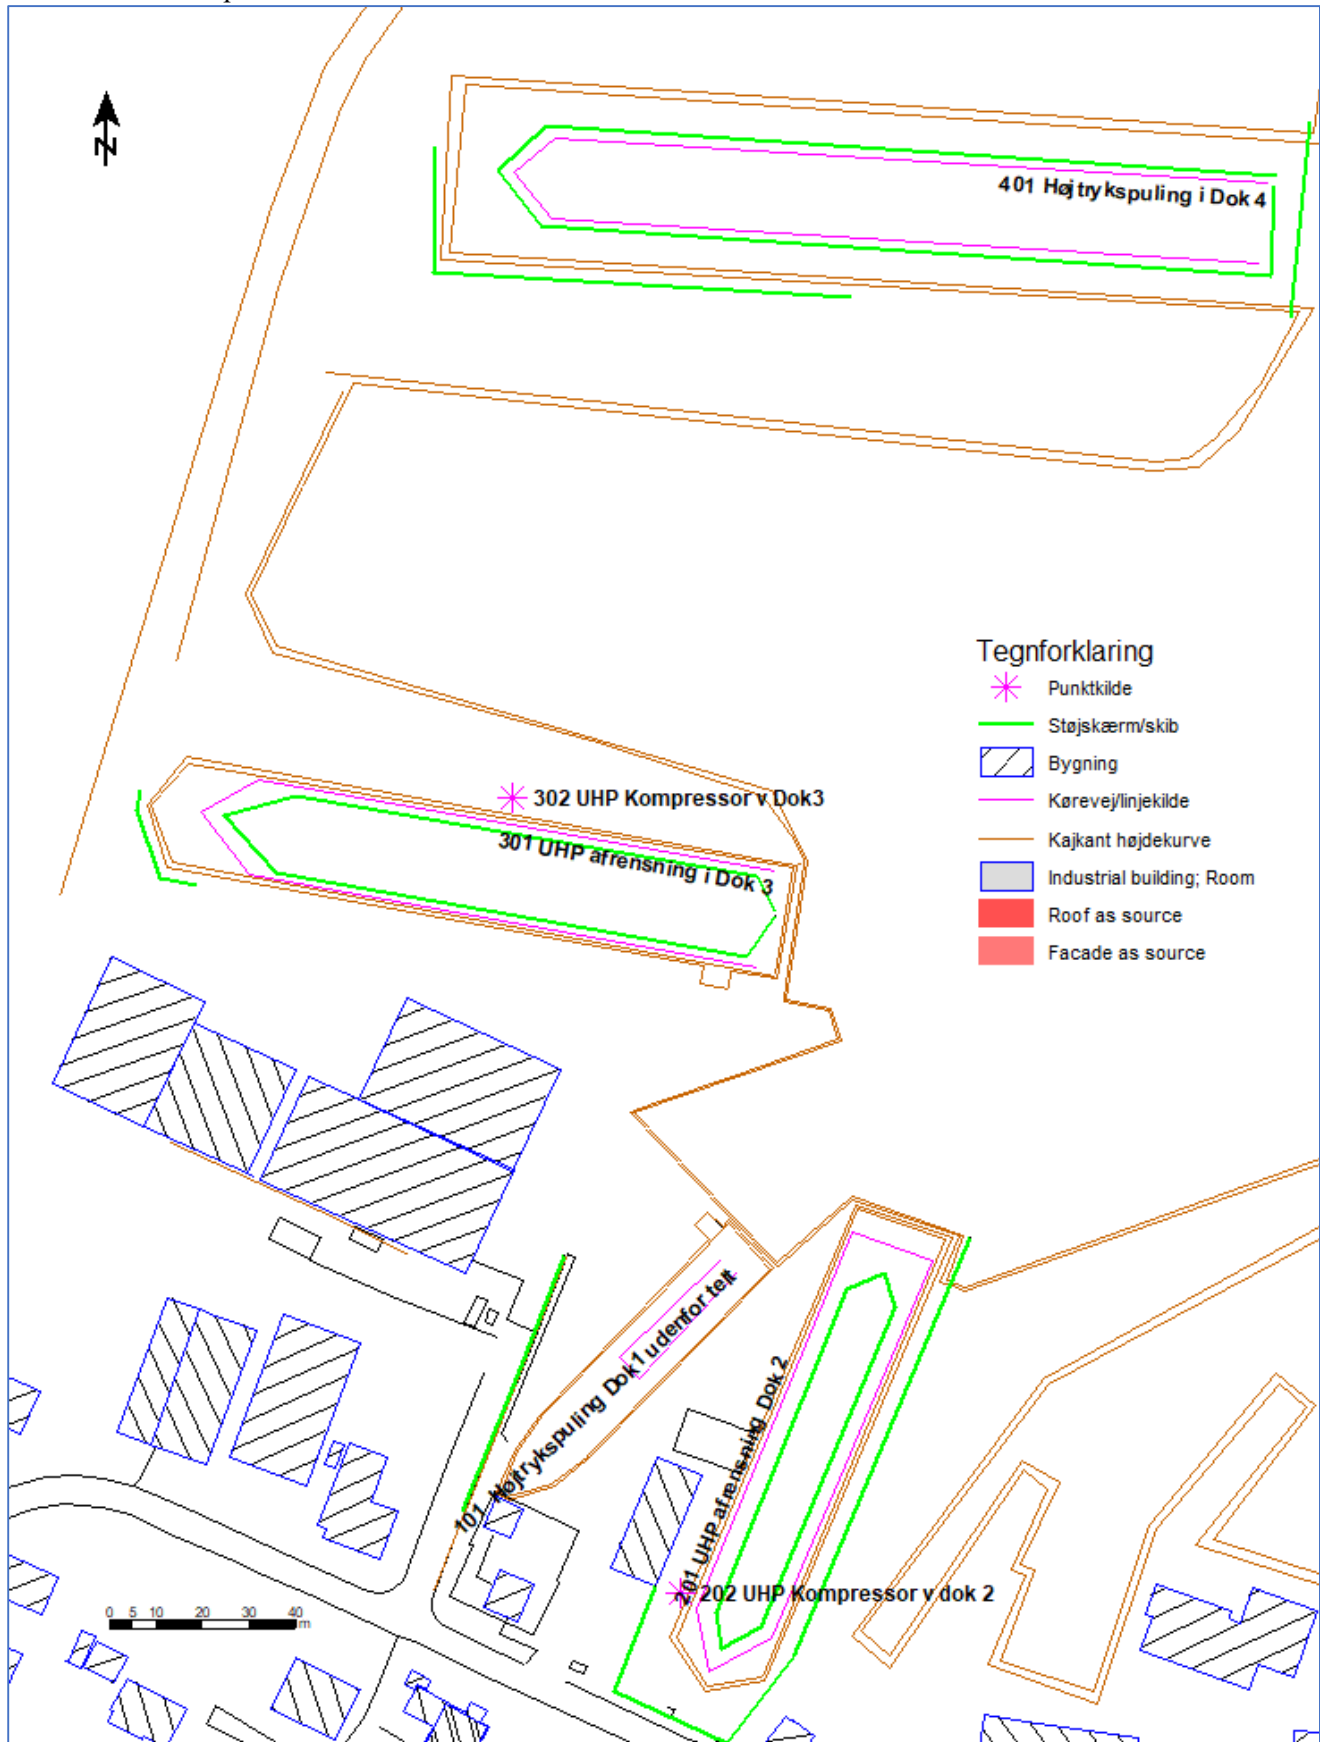 N
401 Højtrykspuling i Dok 4
Tegnforklaring
Punktkilde
Støjskærm/skib
Bygning
Kørevej/linjekilde
Kajkant højdekurve
Industrial building; Room
Roof as source
Facade as source
302 UHP Kompressor v Dok3
301 UHP afrensning i Dok 3
101 Højtrykspuling Dok1 udenfor telt
201 UHP afrensning Dok 2
202 UHP Kompressor v dok 2
0 5 10 20 30 40
m